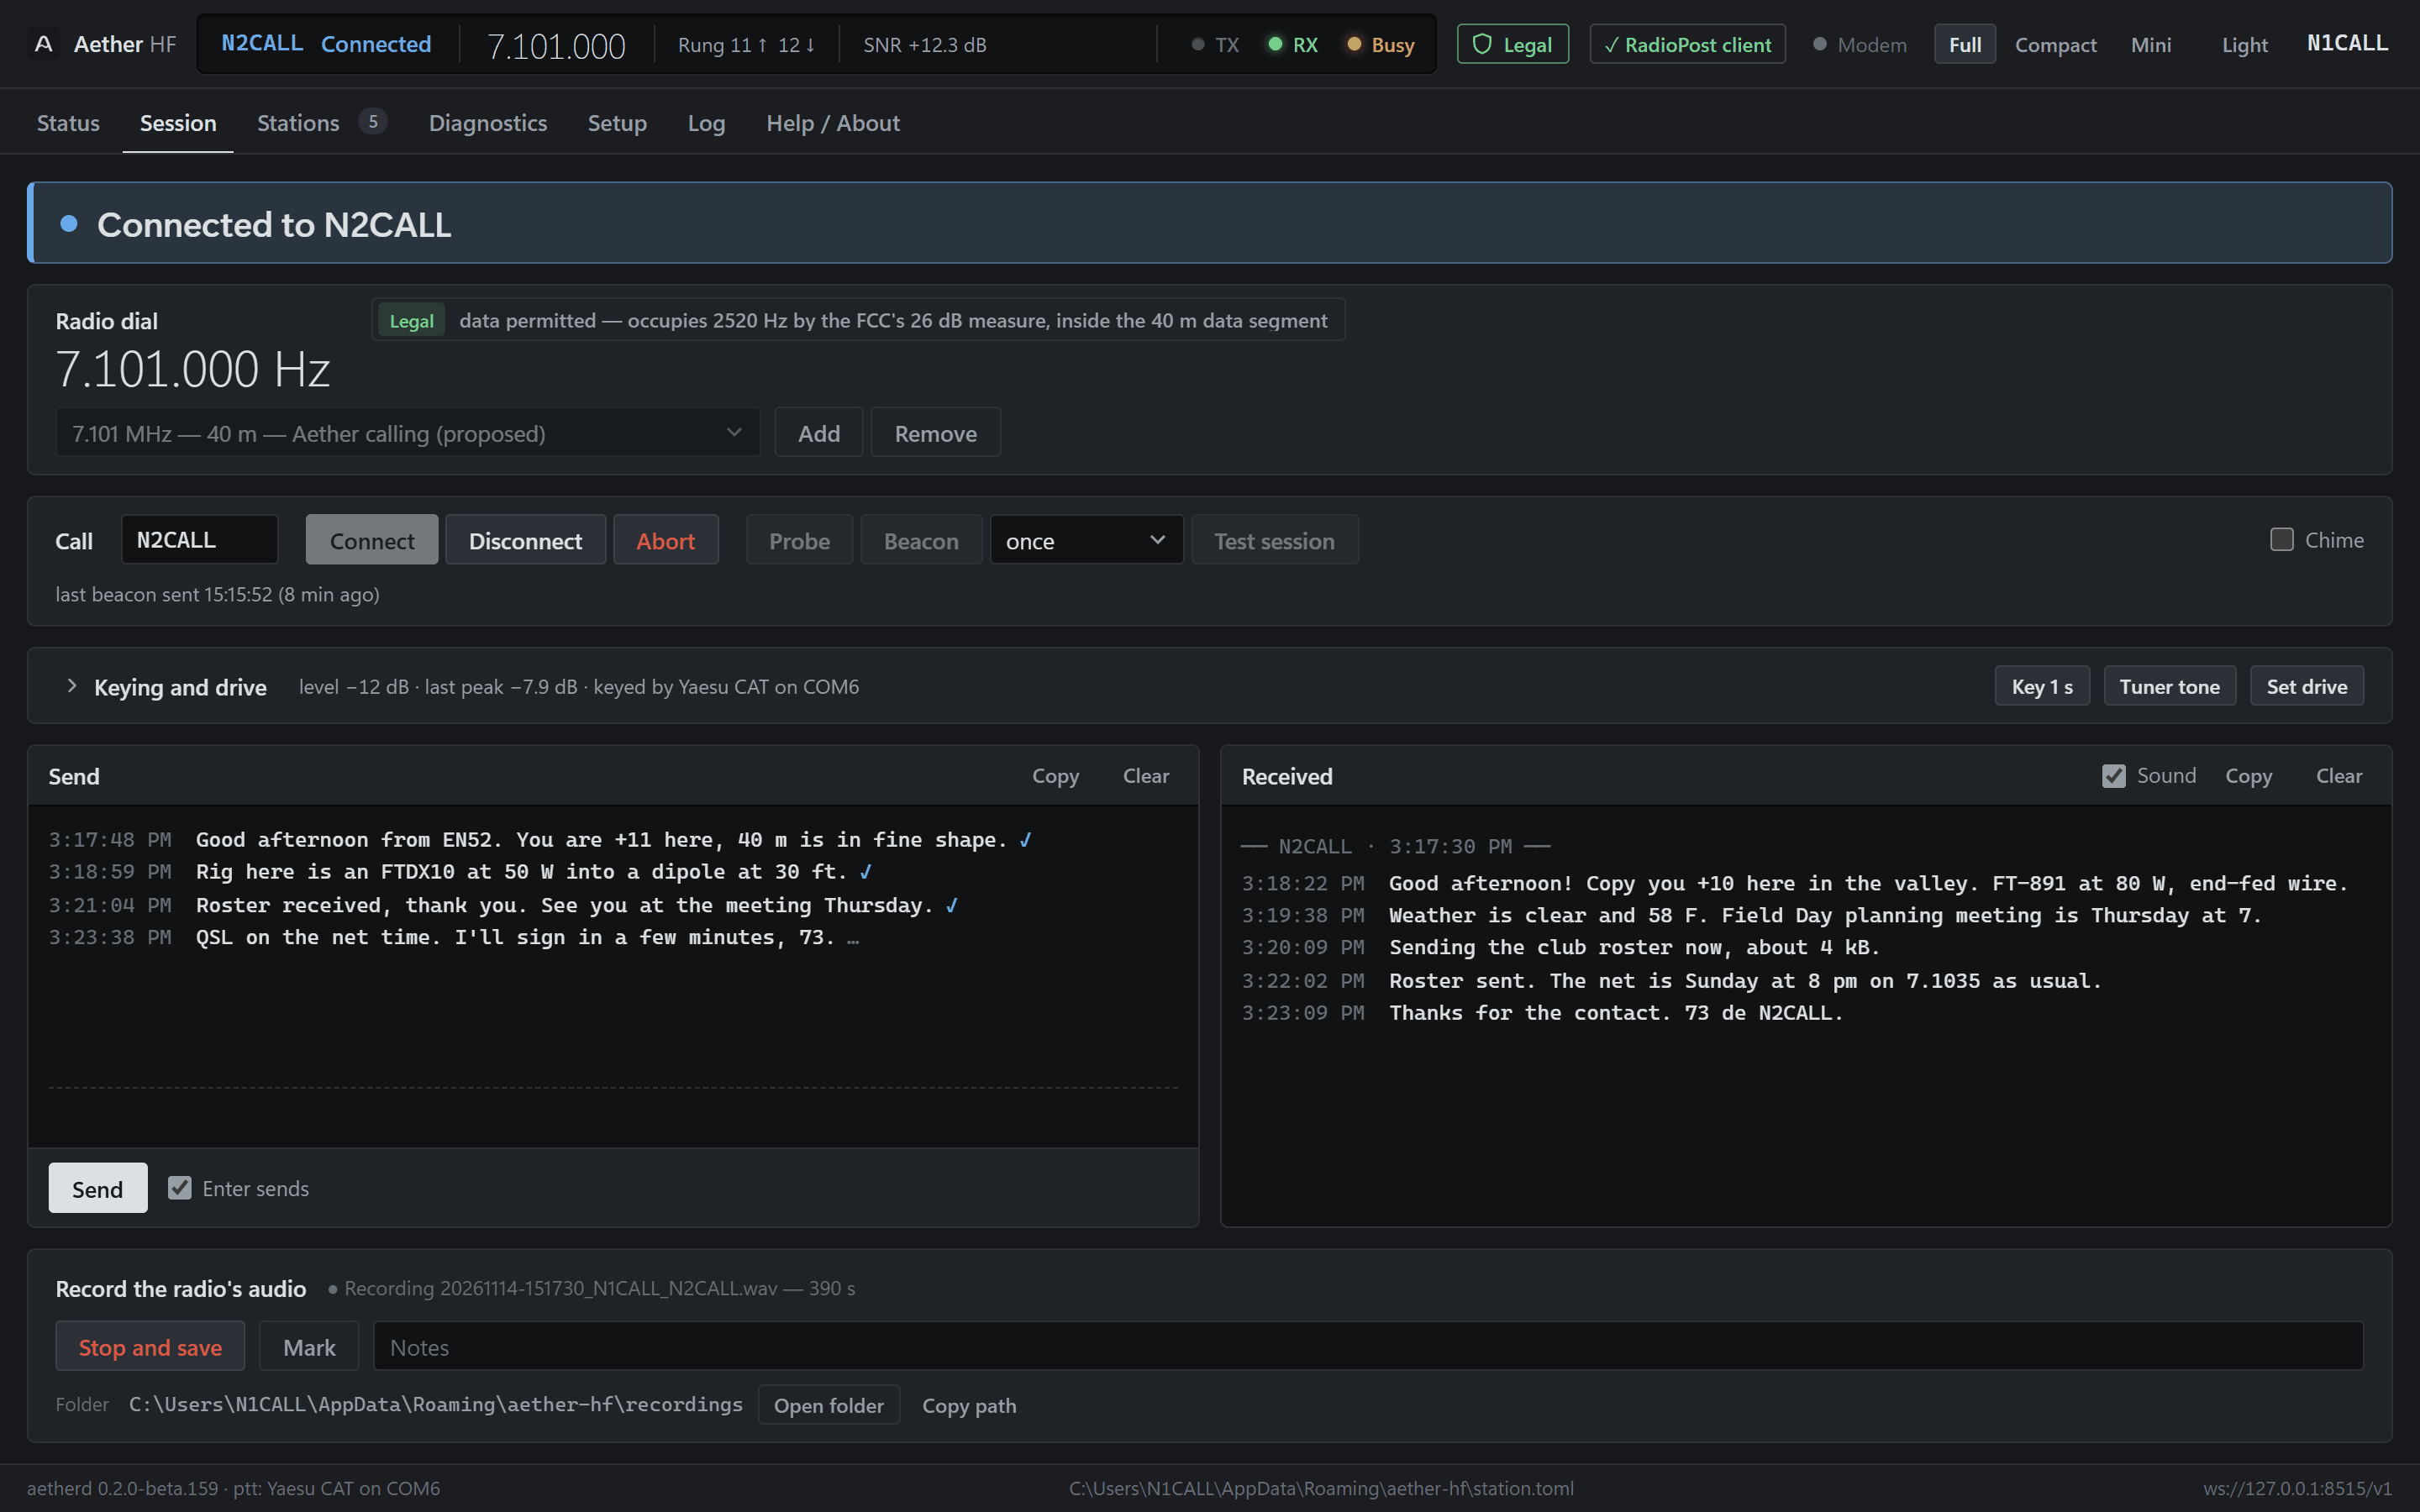 Aether HF N2CALL Connected 7.101.000 Rung 11 ↑ 12 ↓ SNR +12.3 dB TX RX Busy Legal ✓ RadioPost client Modem Full Compact Mini Light N1CALL
Status Session Stations 5 Diagnostics Setup Log Help / About
Connected to N2CALL
Radio dial Legal data permitted — occupies 2520 Hz by the FCC's 26 dB measure, inside the 40 m data segment
7.101.000 Hz
7.101 MHz — 40 m — Aether calling (proposed) Add Remove
Call N2CALL Connect Disconnect Abort Probe Beacon once Test session Chime
last beacon sent 15:15:52 (8 min ago)
Keying and drive level −12 dB · last peak −7.9 dB · keyed by Yaesu CAT on COM6 Key 1 s Tuner tone Set drive
Send Copy Clear
3:17:48 PM Good afternoon from EN52. You are +11 here, 40 m is in fine shape. ✓
3:18:59 PM Rig here is an FTDX10 at 50 W into a dipole at 30 ft. ✓
3:21:04 PM Roster received, thank you. See you at the meeting Thursday. ✓
3:23:38 PM QSL on the net time. I'll sign in a few minutes, 73. …
Send Enter sends
Received Sound Copy Clear
— N2CALL · 3:17:30 PM —
3:18:22 PM Good afternoon! Copy you +10 here in the valley. FT-891 at 80 W, end-fed wire.
3:19:38 PM Weather is clear and 58 F. Field Day planning meeting is Thursday at 7.
3:20:09 PM Sending the club roster now, about 4 kB.
3:22:02 PM Roster sent. The net is Sunday at 8 pm on 7.1035 as usual.
3:23:09 PM Thanks for the contact. 73 de N2CALL.
Record the radio's audio Recording 20261114-151730_N1CALL_N2CALL.wav — 390 s
Stop and save Mark Notes
Folder C:\Users\N1CALL\AppData\Roaming\aether-hf\recordings Open folder Copy path
aetherd 0.2.0-beta.159 · ptt: Yaesu CAT on COM6 C:\Users\N1CALL\AppData\Roaming\aether-hf\station.toml ws://127.0.0.1:8515/v1